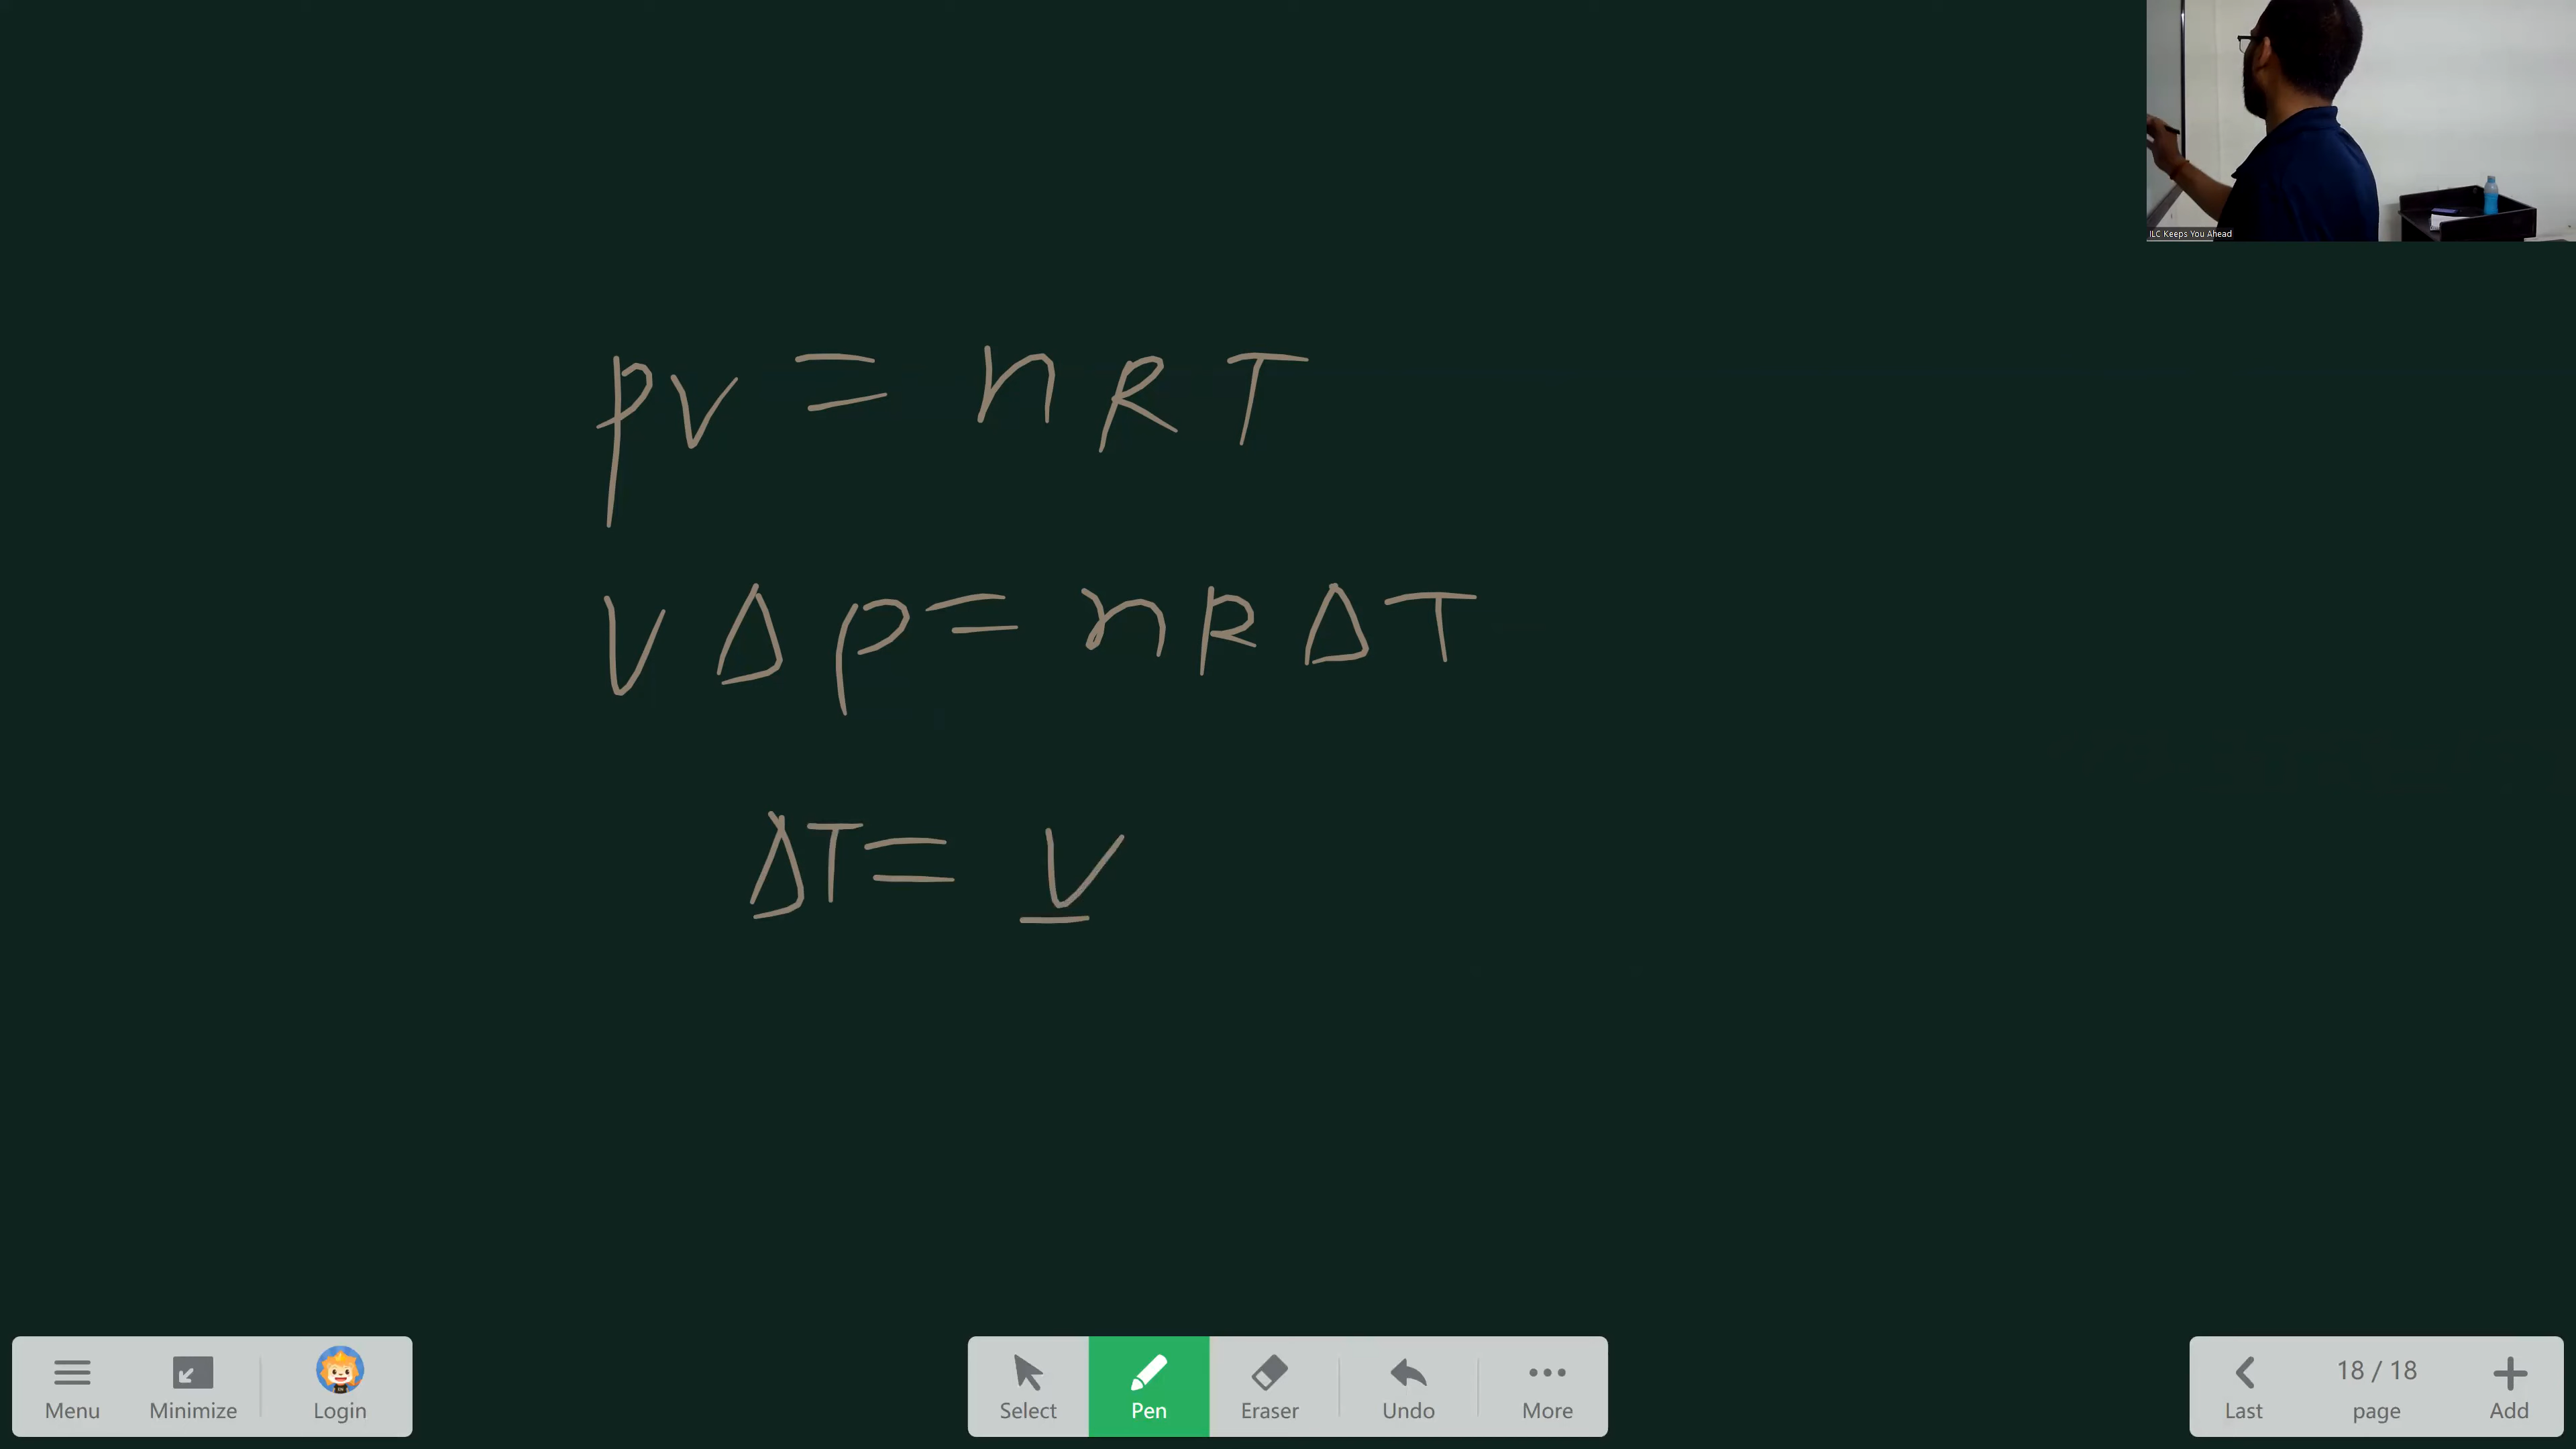 ILC Keeps You Ahead
pv = nRT
VΔp = nRΔT
ΔT = V
Menu
Minimize
Login
Select
Pen
Eraser
Undo
More
Last
18 / 18
page
Add